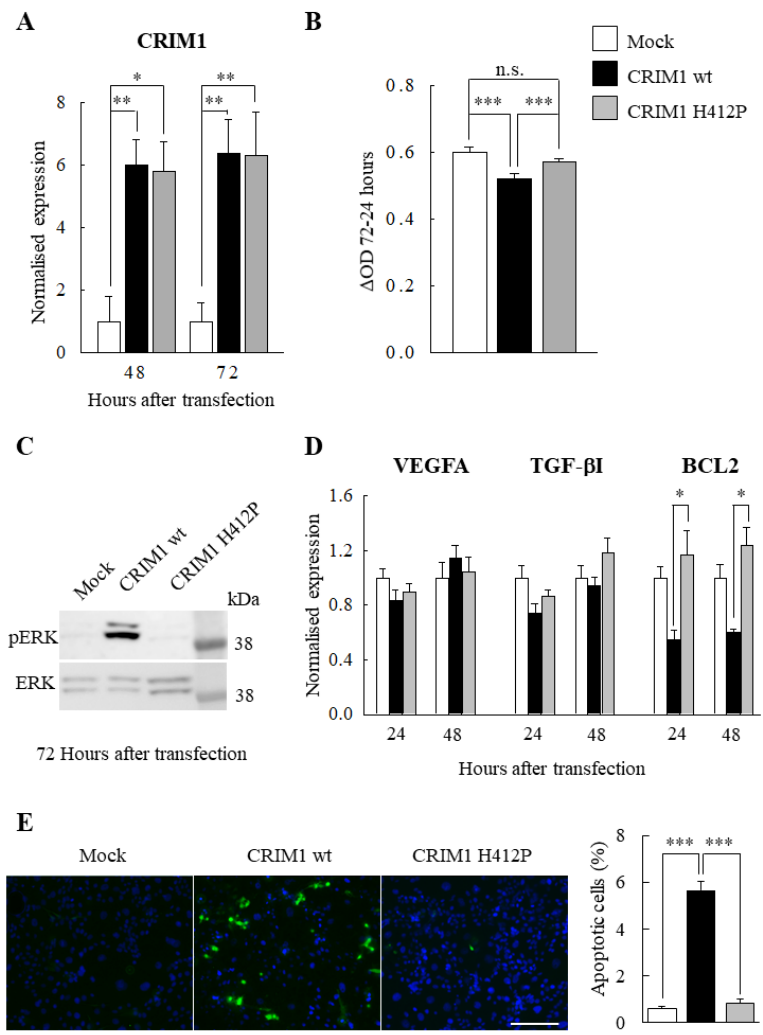 A
CRIM1
Normalised expression
8
6
4
2
0
*
**
**
**
48
72
Hours after transfection
B
Mock
CRIM1 wt
CRIM1 H412P
n.s.
***
***
ΔOD 72-24 hours
0.8
0.6
0.4
0.2
0.0
C
Mock
CRIM1 wt
CRIM1 H412P
kDa
pERK
38
ERK
38
72 Hours after transfection
D
VEGFA
TGF-βI
BCL2
Normalised expression
1.6
1.2
0.8
0.4
0.0
*
*
24
48
24
48
24
48
Hours after transfection
E
Mock
CRIM1 wt
CRIM1 H412P
Apoptotic cells (%)
8
6
4
2
0
***
***